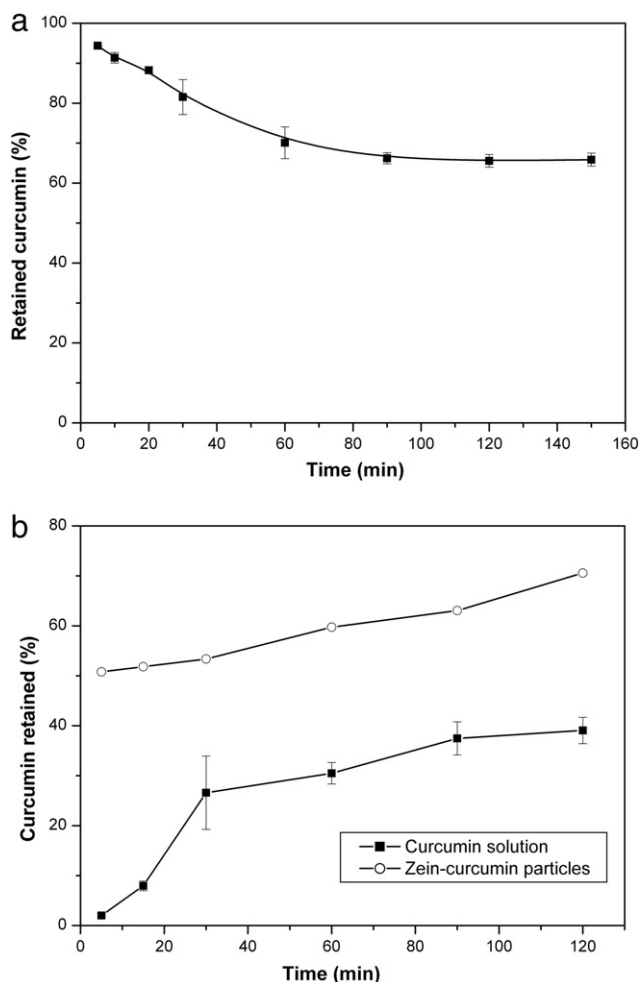 a
100
80
60
40
20
0
Retained curcumin (%)
0 20 40 60 80 100 120 140 160
Time (min)
b
80
60
40
20
0
Curcumin retained (%)
Curcumin solution
Zein-curcumin particles
0 20 40 60 80 100 120
Time (min)